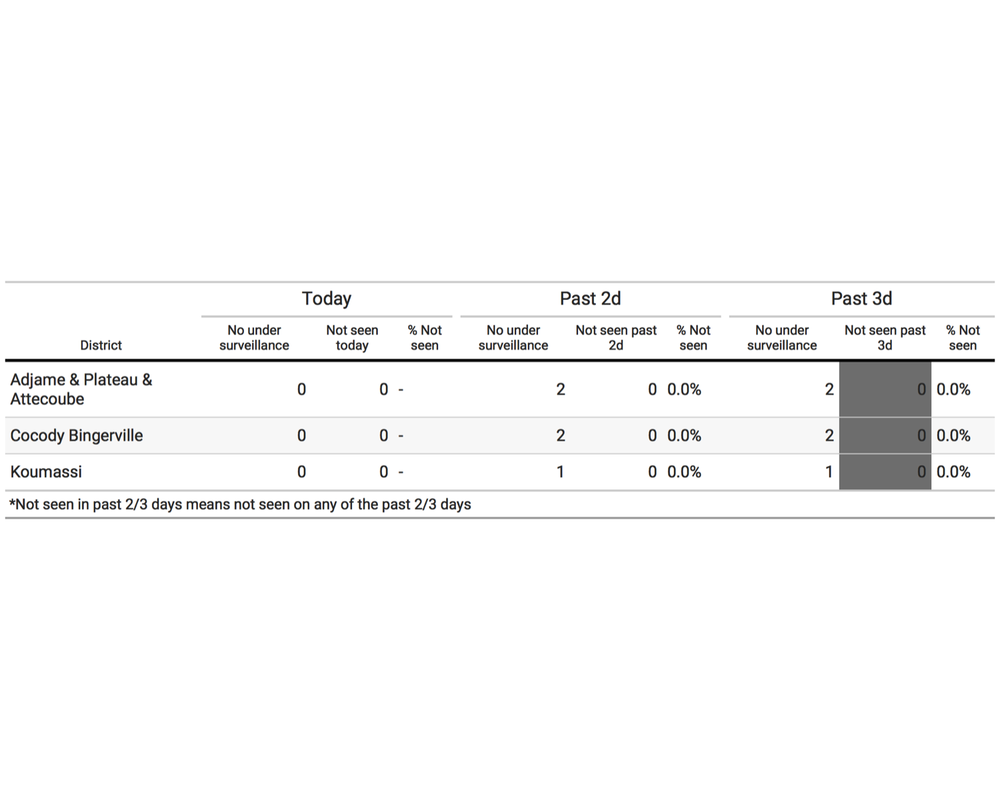 Today Past 2d Past 3d
District No under surveillance Not seen today % Not seen No under surveillance Not seen past 2d % Not seen No under surveillance Not seen past 3d % Not seen
Adjame & Plateau &
Attecoube 0 0 - 2 0 0.0% 2 0 0.0%
Cocody Bingerville 0 0 - 2 0 0.0% 2 0 0.0%
Koumassi 0 0 - 1 0 0.0% 1 0 0.0%
*Not seen in past 2/3 days means not seen on any of the past 2/3 days